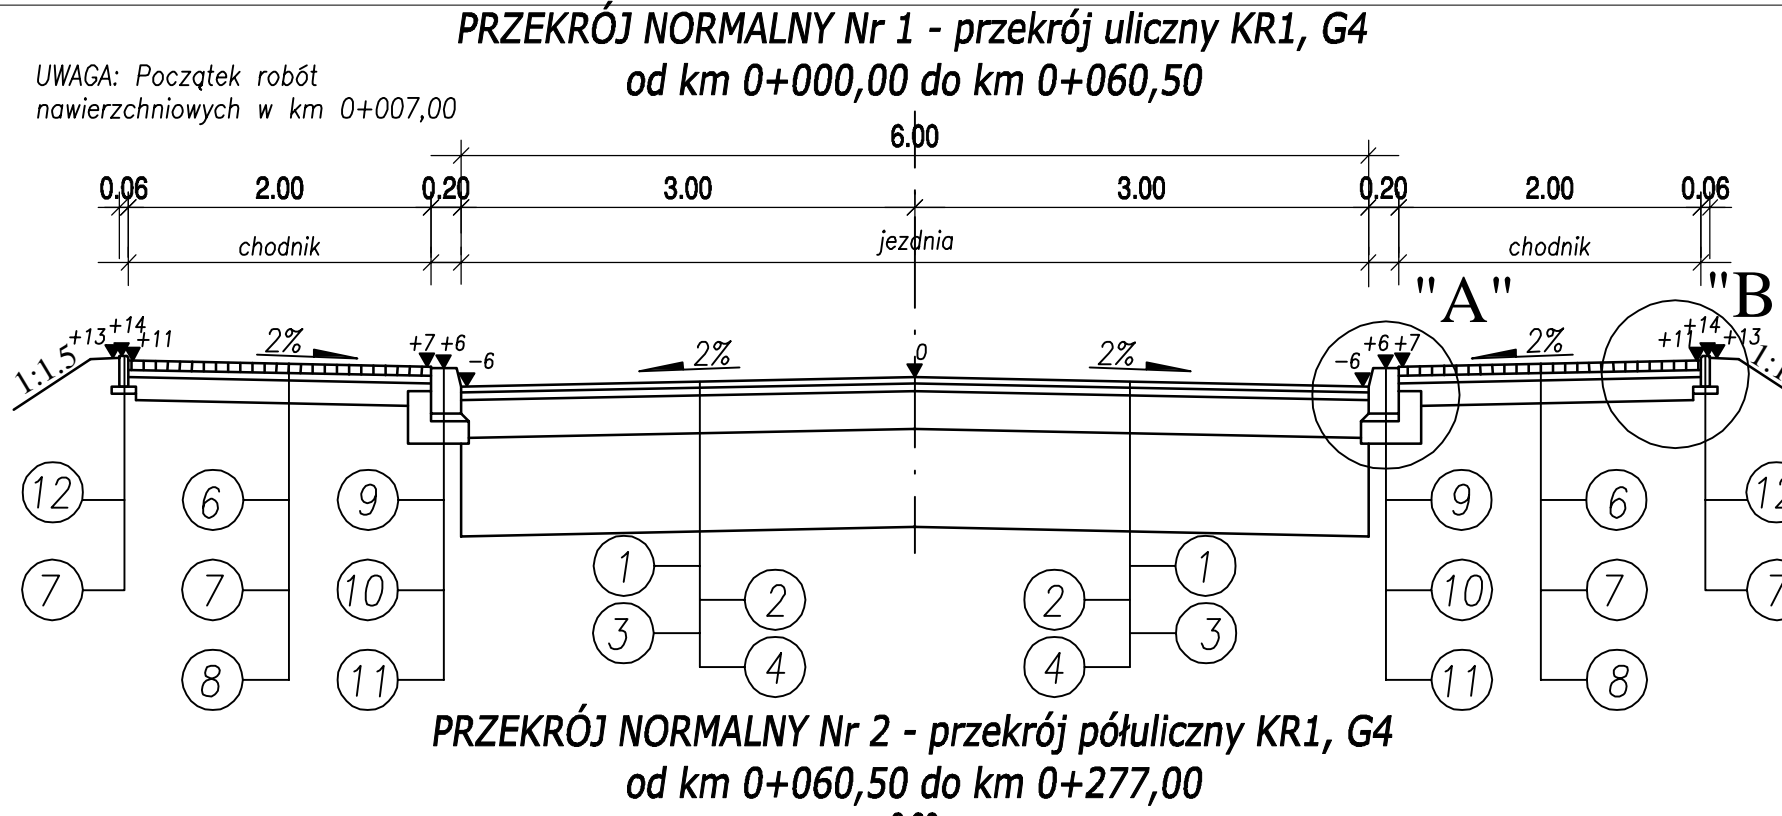 PRZEKRÓJ NORMALNY Nr 1 - przekrój uliczny KR1, G4
od km 0+000,00 do km 0+060,50
UWAGA: Początek robót
nawierzchniowych w km 0+007,00
6.00
0.06 2.00 0.20 3.00 3.00 0.20 2.00 0.06
chodnik jezdnia chodnik
"A" "B
+13 +14 +11 2% +7 +6 -6 2% 0 2% -6 +6 +7 2% +11 +14 +13
1:1.5
12 6 9 9 6 12
1 1
7 7 10 2 2 10 7 7
3 3
8 11 4 4 11 8
PRZEKRÓJ NORMALNY Nr 2 - przekrój półuliczny KR1, G4
od km 0+060,50 do km 0+277,00